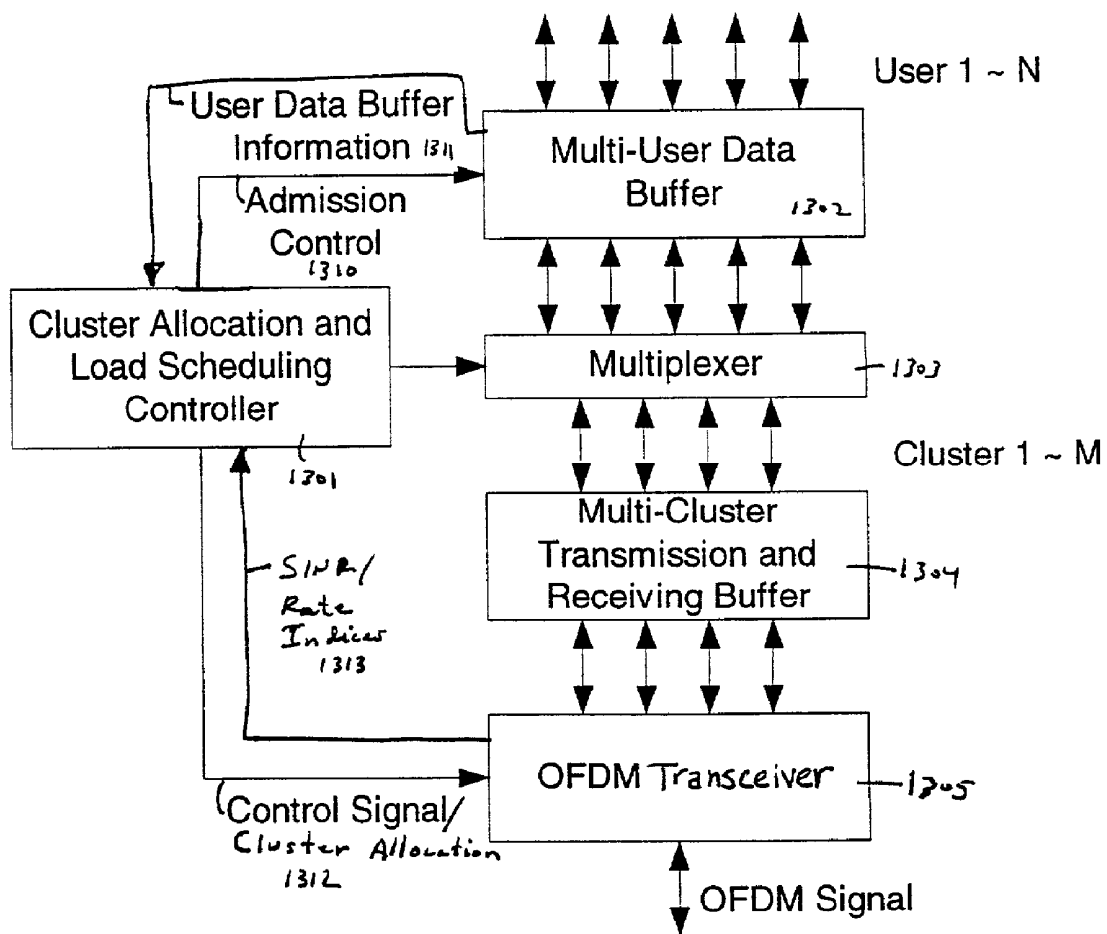 User 1 ~ N
User Data Buffer
Information 1311
Multi-User Data
Buffer
1302
Admission
Control
1310
Cluster Allocation and
Load Scheduling
Controller
1301
Multiplexer
1303
Cluster 1 ~ M
Multi-Cluster
Transmission and
Receiving Buffer
1304
SINR/
Rate
Indices
1313
OFDM Transceiver
1305
Control Signal/
Cluster Allocation
1312
OFDM Signal